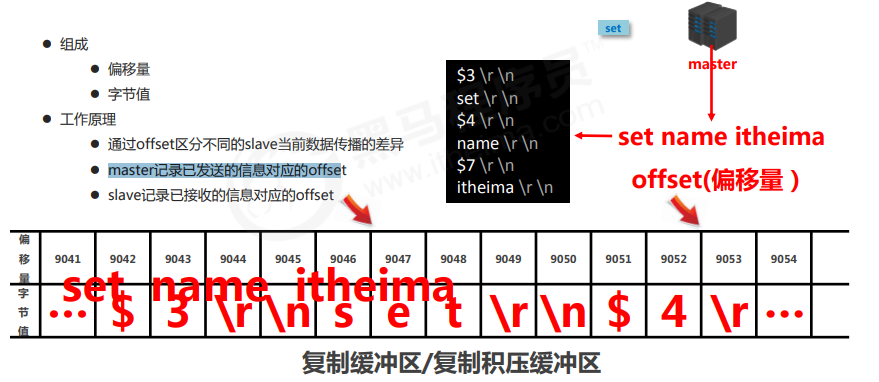 ● 组成
● 偏移量
● 字节值
● 工作原理
● 通过offset区分不同的slave当前数据传播的差异
● master记录已发送的信息对应的offset
● slave记录已接收的信息对应的offset
$3 \r \n
set \r \n
$4 \r \n
name \r \n
$7 \r \n
itheima \r \n
set
master
set name itheima
offset(偏移量)
偏移量 9041 9042 9043 9044 9045 9046 9047 9048 9049 9050 9051 9052 9053 9054
set name itheima
字节值 … $ 3 \r \n s e t \r \n $ 4 \r …
复制缓冲区/复制积压缓冲区